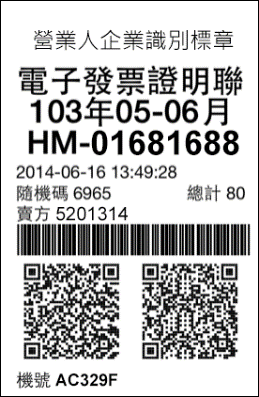 營業人企業識別標章
電子發票證明聯
103年05-06月
HM-01681688
2014-06-16 13:49:28
隨機碼 6965 總計 80
賣方 5201314
機號 AC329F